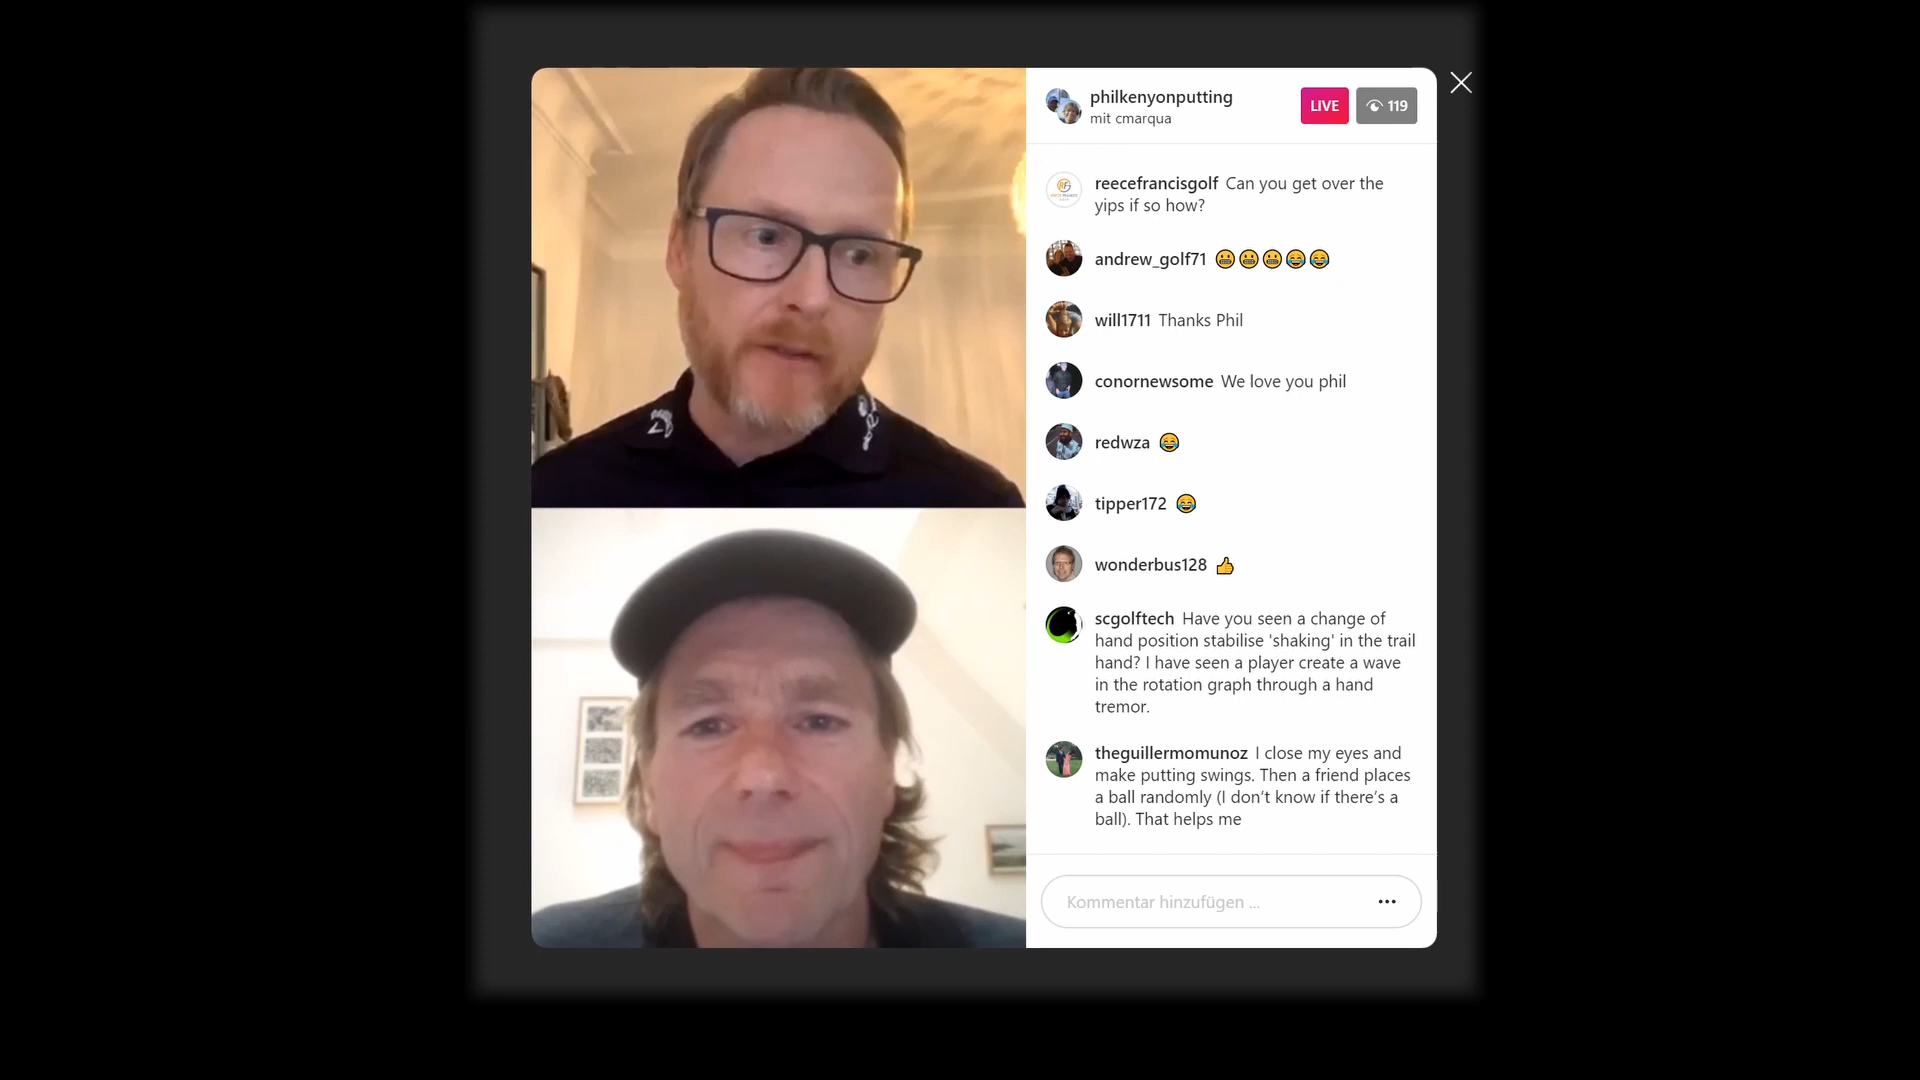 philkenyonputting
mit cmarqua
LIVE
119
reecefrancisgolf Can you get over the
yips if so how?
andrew_golf71 😬😬😬😂😂
will1711 Thanks Phil
conornewsome We love you phil
redwza 😂
tipper172 😂
wonderbus128 👍
scgolftech Have you seen a change of
hand position stabilise 'shaking' in the trail
hand? I have seen a player create a wave
in the rotation graph through a hand
tremor.
theguillermomunoz I close my eyes and
make putting swings. Then a friend places
a ball randomly (I don’t know if there’s a
ball). That helps me
Kommentar hinzufügen ...